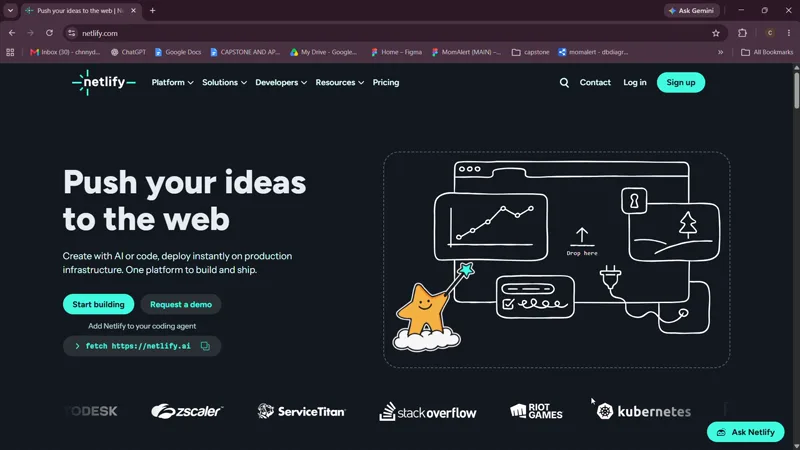 Push your ideas to the web | Ne
Ask Gemini
netlify.com
Inbox (30) - chnnyd...
ChatGPT
Google Docs
CAPSTONE AND AP...
My Drive - Google...
Home – Figma
MomAlert (MAIN) –...
capstone
momalert - dbdiagr...
»
All Bookmarks
netlify
Platform
Solutions
Developers
Resources
Pricing
Contact
Log in
Sign up
Push your ideas
to the web
Create with AI or code, deploy instantly on production
infrastructure. One platform to build and ship.
Start building
Request a demo
Add Netlify to your coding agent
fetch https://netlify.ai
Drop here
TODESK
zscaler
ServiceTitan
stack overflow
RIOT
GAMES
kubernetes
Ask Netlify